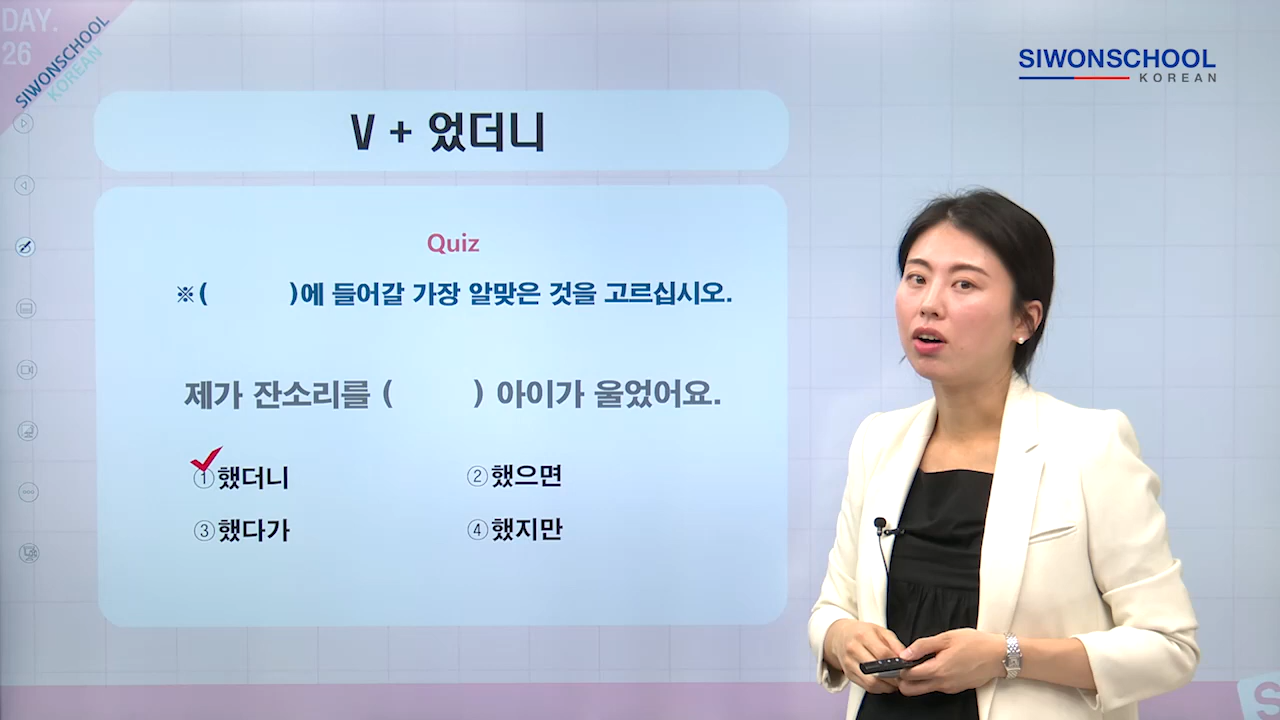 DAY.
26
SIWONSCHOOL
KOREAN
SIWONSCHOOL
KOREAN
V + 었더니
Quiz
※( )에 들어갈 가장 알맞은 것을 고르십시오.
제가 잔소리를 ( ) 아이가 울었어요.
①했더니 ②했으면
③했다가 ④했지만
S